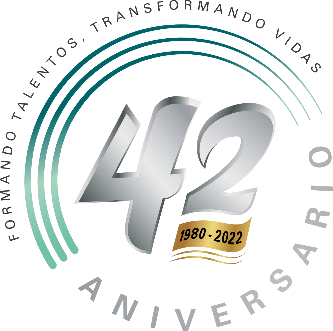 FORMANDO TALENTOS, TRANSFORMANDO VIDAS
42
1980 - 2022
ANIVERSARIO